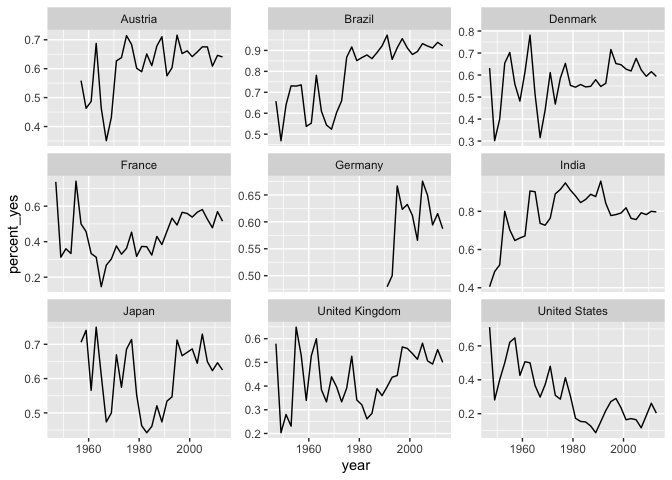 Austria
Brazil
Denmark
0.7
0.6
0.5
0.4
0.9
0.8
0.7
0.6
0.5
0.8
0.7
0.6
0.5
0.4
0.3
France
Germany
India
0.6
0.4
0.2
0.65
0.60
0.55
0.50
0.8
0.6
0.4
percent_yes
Japan
United Kingdom
United States
0.7
0.6
0.5
0.6
0.5
0.4
0.3
0.2
0.6
0.4
0.2
1960 1980 2000
1960 1980 2000
1960 1980 2000
year